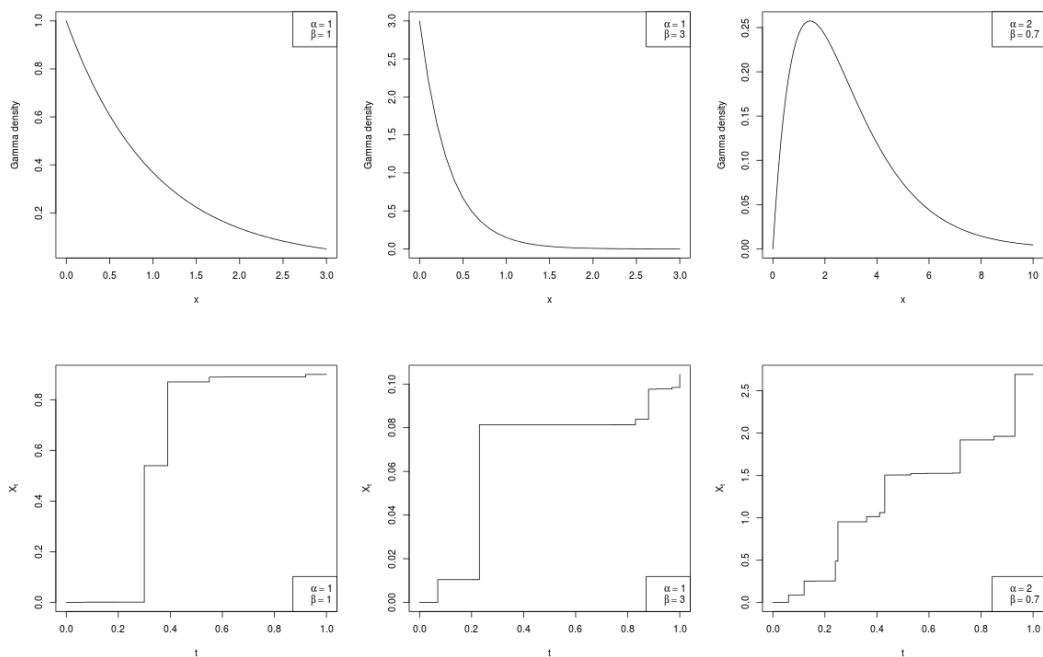 α = 1
β = 1
Gamma density
0.2 0.4 0.6 0.8 1.0
0.0 0.5 1.0 1.5 2.0 2.5 3.0
x
α = 1
β = 3
Gamma density
0.0 0.5 1.0 1.5 2.0 2.5 3.0
0.0 0.5 1.0 1.5 2.0 2.5 3.0
x
α = 2
β = 0.7
Gamma density
0.00 0.05 0.10 0.15 0.20 0.25
0 2 4 6 8 10
x
Xt
0.0 0.2 0.4 0.6 0.8
α = 1
β = 1
0.0 0.2 0.4 0.6 0.8 1.0
t
Xt
0.00 0.02 0.04 0.06 0.08 0.10
α = 1
β = 3
0.0 0.2 0.4 0.6 0.8 1.0
t
Xt
0.0 0.5 1.0 1.5 2.0 2.5
α = 2
β = 0.7
0.0 0.2 0.4 0.6 0.8 1.0
t